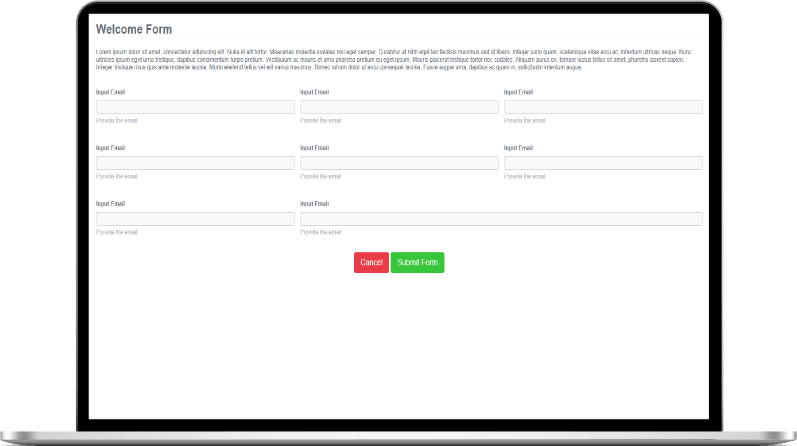 Welcome Form
Lorem ipsum dolor sit amet, consectetur adipiscing elit. Nulla id elit tortor. Maecenas molestie sodales nisi eget semper. Curabitur at nibh eget leo facilisis maximus sed id libero. Integer justo quam, scelerisque vitae arcu ac, interdum ultrices neque. Nunc
ultricies ipsum eget urna tristique, dapibus condimentum turpis pretium. Vestibulum ac mauris et urna pharetra pretium eu eget ipsum. Mauris placerat tristique tortor nec sodales. Aliquam purus ex, tempor luctus tellus sit amet, pharetra laoreet sapien.
Integer tristique risus quis ante molestie lacinia. Morbi eleifend tellus vel elit varius maximus. Donec rutrum dolor ut arcu consequat lacinia. Fusce augue urna, dapibus ac quam in, sollicitudin interdum augue.
Input Email Input Email Input Email
Provide the email Provide the email Provide the email
Input Email Input Email Input Email
Provide the email Provide the email Provide the email
Input Email Input Email
Provide the email Provide the email
Cancel Submit Form